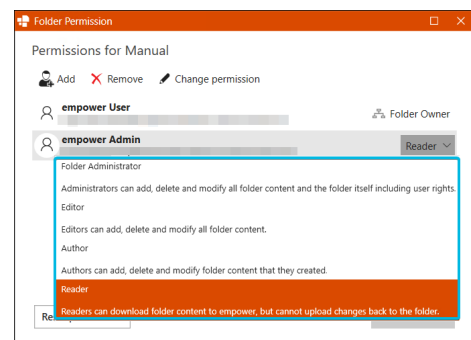 Folder Permission
Permissions for Manual
Add Remove Change permission
empower User
Folder Owner
empower Admin
Reader
Folder Administrator
Administrators can add, delete and modify all folder content and the folder itself including user rights.
Editor
Editors can add, delete and modify all folder content.
Author
Authors can add, delete and modify folder content that they created.
Reader
Readers can download folder content to empower, but cannot upload changes back to the folder.